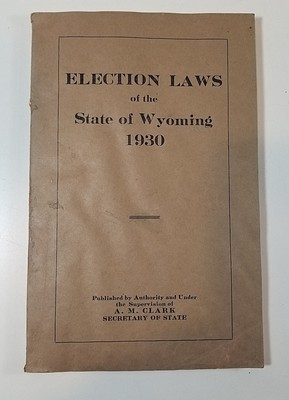 ELECTION LAWS
of the
State of Wyoming
1930
Published by Authority and Under
the Supervision of
A. M. CLARK
SECRETARY OF STATE